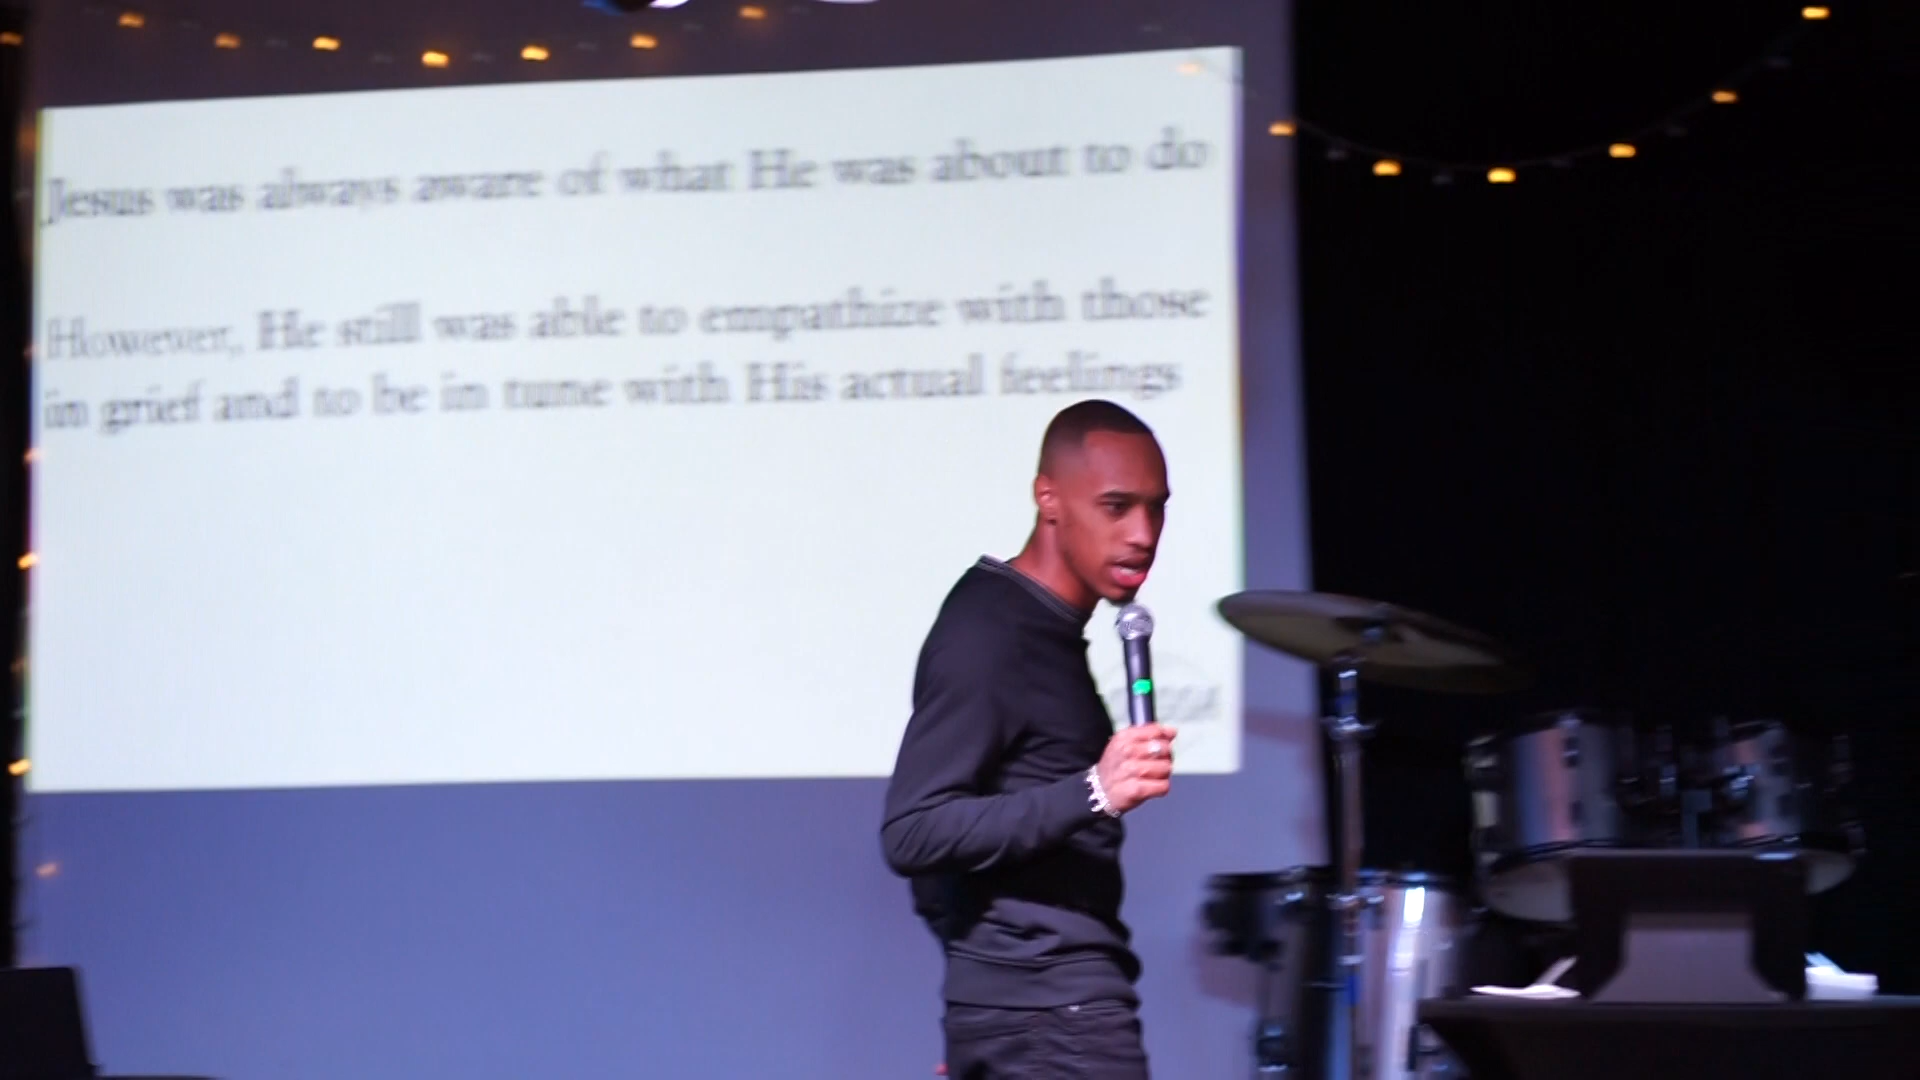 Jesus was always aware of what He was about to do
However, He still was able to empathize with those
in grief and to be in tune with His actual feelings